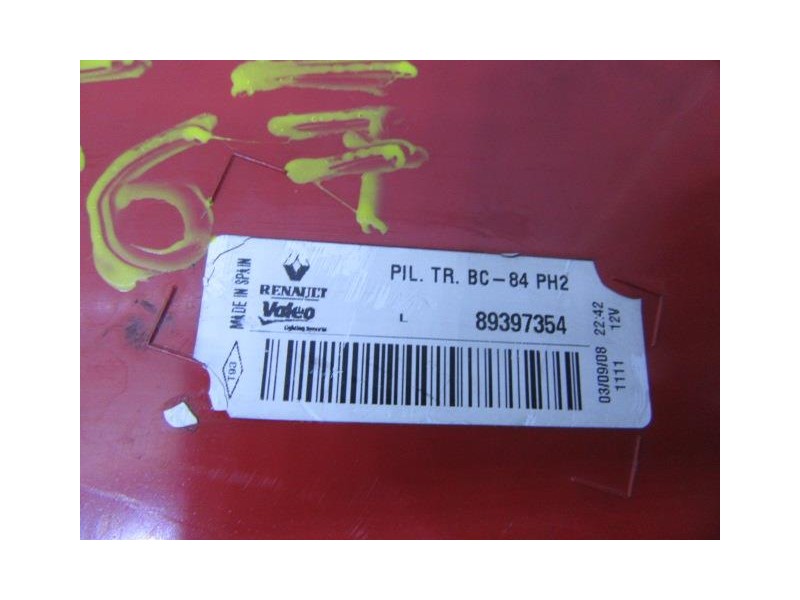 67
MADE IN SPAIN
RENAULT
Valeo
Lighting Systems
PIL. TR. BC-84 PH2
L 89397354
T93
03/09/08 22:42
1111 12V